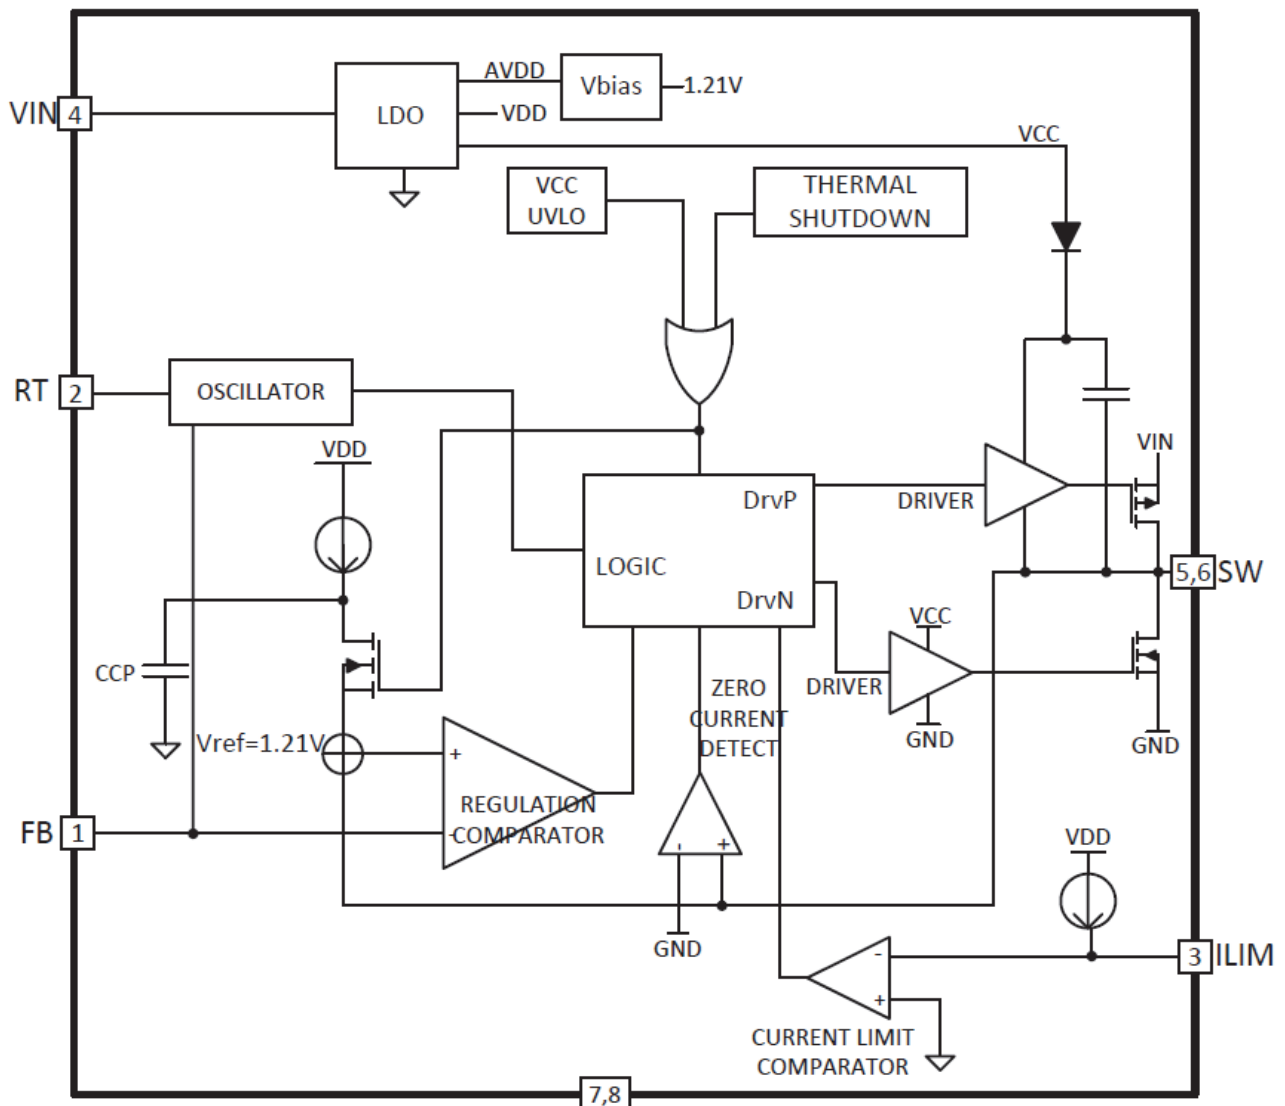 AVDD
Vbias
1.21V
VIN
4
LDO
VDD
VCC
VCC
UVLO
THERMAL
SHUTDOWN
RT
2
OSCILLATOR
VDD
VIN
DrvP
DRIVER
LOGIC
5,6
SW
DrvN
VCC
CCP
ZERO
CURRENT
DETECT
DRIVER
GND
GND
Vref=1.21V
+
REGULATION
COMPARATOR
-
FB
1
-
+
VDD
GND
3
ILIM
-
+
CURRENT LIMIT
COMPARATOR
7,8